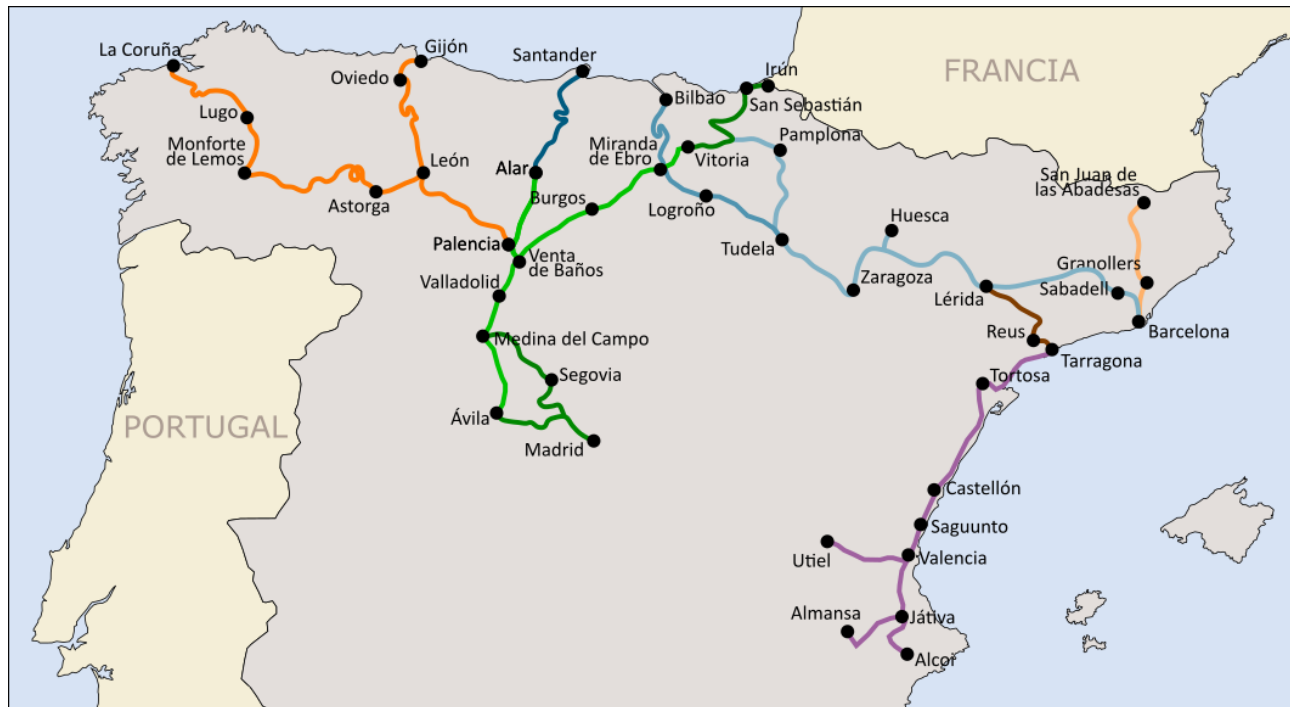 La Coruña
Gijón
Santander
Irún
FRANCIA
Oviedo
Bilbao
San Sebastián
Lugo
Pamplona
Monforte
de Lemos
León
Alar
Miranda
de Ebro
Vitoria
San Juan de
las Abadesas
Astorga
Burgos
Logroño
Huesca
Palencia
Tudela
Venta
de Baños
Granollers
Valladolid
Zaragoza
Lérida
Sabadell
Medina del Campo
Reus
Barcelona
Tarragona
Segovia
Tortosa
PORTUGAL
Ávila
Madrid
Castellón
Saguunto
Utiel
Valencia
Almansa
Játiva
Alcoi